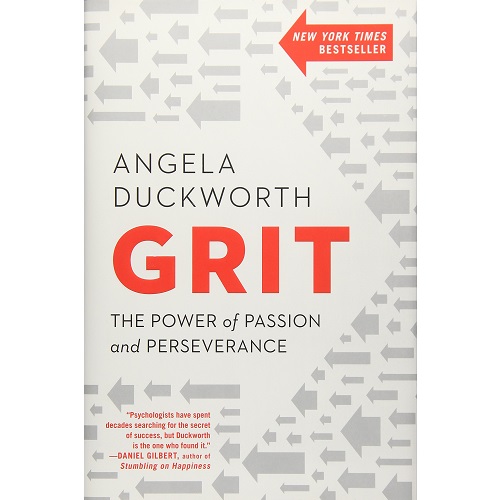 NEW YORK TIMES
BESTSELLER
ANGELA
DUCKWORTH
GRIT
THE POWER of PASSION
and PERSEVERANCE
"Psychologists have spent
decades searching for the secret
of success, but Duckworth
is the one who found it."
—DANIEL GILBERT, author of
Stumbling on Happiness